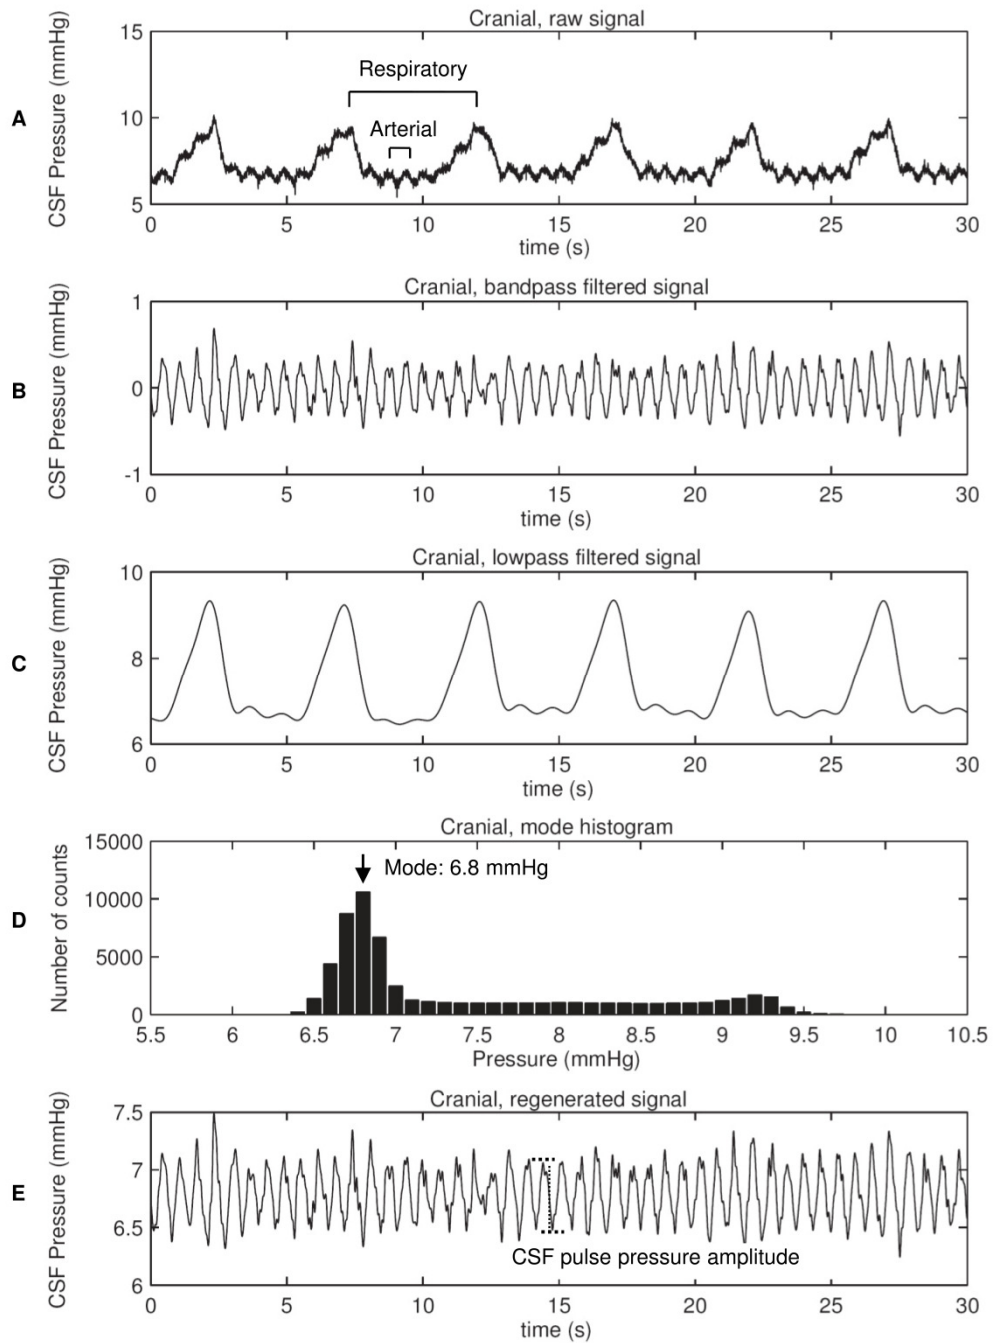 Cranial, raw signal
A
CSF Pressure (mmHg)
15
10
5
Respiratory
Arterial
0 5 10 15 20 25 30
time (s)
Cranial, bandpass filtered signal
B
CSF Pressure (mmHg)
1
0
-1
0 5 10 15 20 25 30
time (s)
Cranial, lowpass filtered signal
C
CSF Pressure (mmHg)
10
8
6
0 5 10 15 20 25 30
time (s)
Cranial, mode histogram
D
Number of counts
15000
10000
5000
0
Mode: 6.8 mmHg
5.5 6 6.5 7 7.5 8 8.5 9 9.5 10 10.5
Pressure (mmHg)
Cranial, regenerated signal
E
CSF Pressure (mmHg)
7.5
7
6.5
6
CSF pulse pressure amplitude
0 5 10 15 20 25 30
time (s)